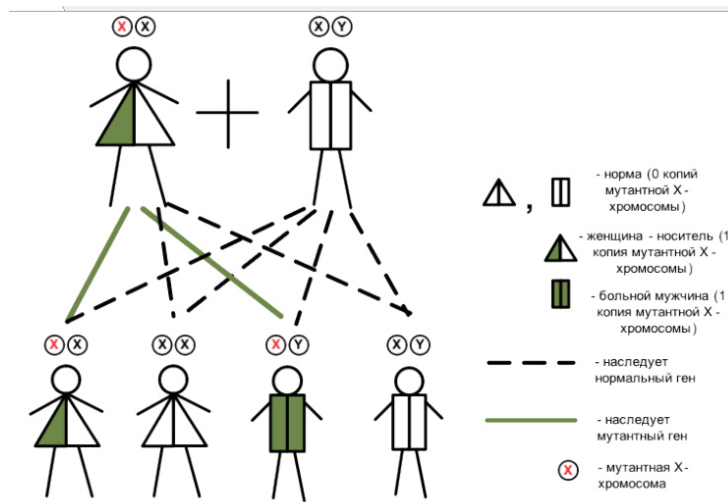 X X
X Y
- норма (0 копий
мутантной X -
хромосомы)
,
- женщина - носитель (1
копия мутантной X -
хромосомы)
- больной мужчина (1
копия мутантной X -
хромосомы)
X X
X X
X Y
X Y
- наследует
нормальный ген
- наследует
мутантный ген
X
- мутантная X-
хромосома